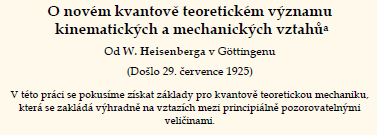 O novém kvantově teoretickém významu
kinematických a mechanických vztahůᵃ
Od W. Heisenberga v Göttingenu
(Došlo 29. července 1925)
V této práci se pokusíme získat základy pro kvantově teoretickou mechaniku,
která se zakládá výhradně na vztazích mezi principiálně pozorovatelnými
veličinami.